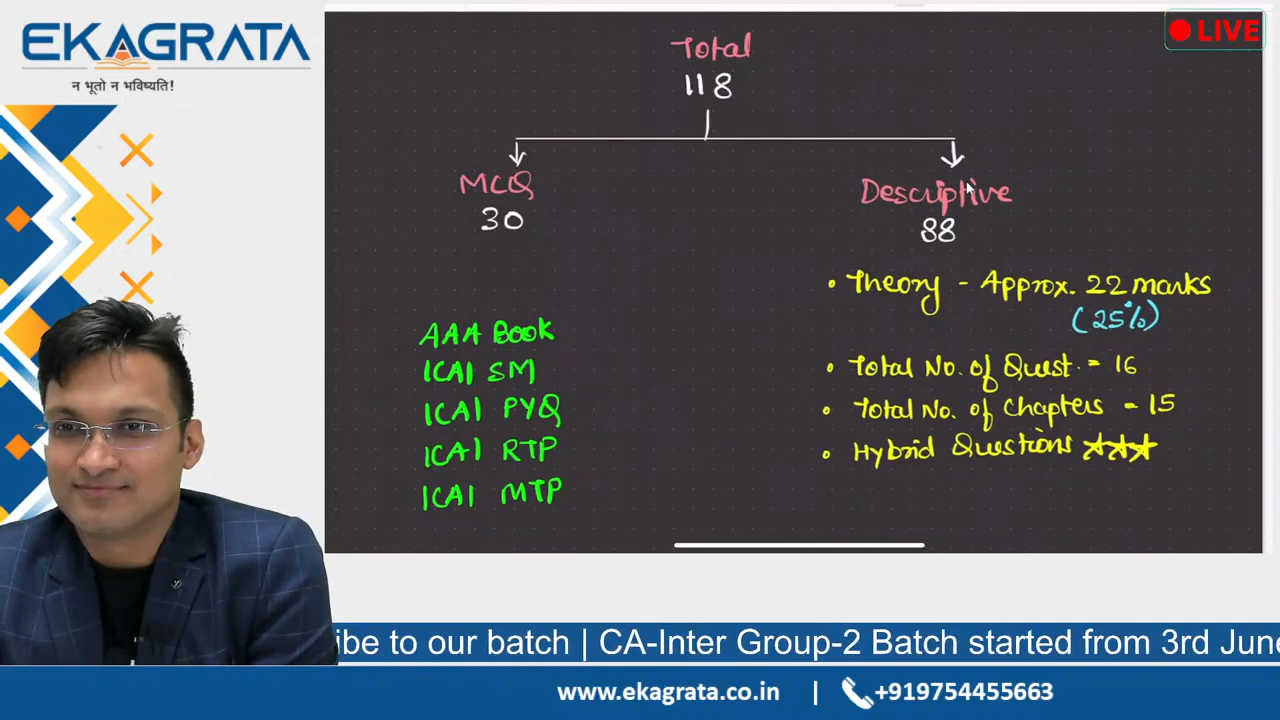 EKAGRATA
न भूतो न भविष्यति!
LIVE
Total
118
MCQ
30
Descriptive
88
• Theory - Approx. 22 marks
(25%)
• Total No. of Quest. = 16
• Total No. of Chapters = 15
• Hybrid Questions ★★★
AAA Book
ICAI SM
ICAI PYQ
ICAI RTP
ICAI MTP
ibe to our batch | CA-Inter Group-2 Batch started from 3rd June
www.ekagrata.co.in | +919754455663